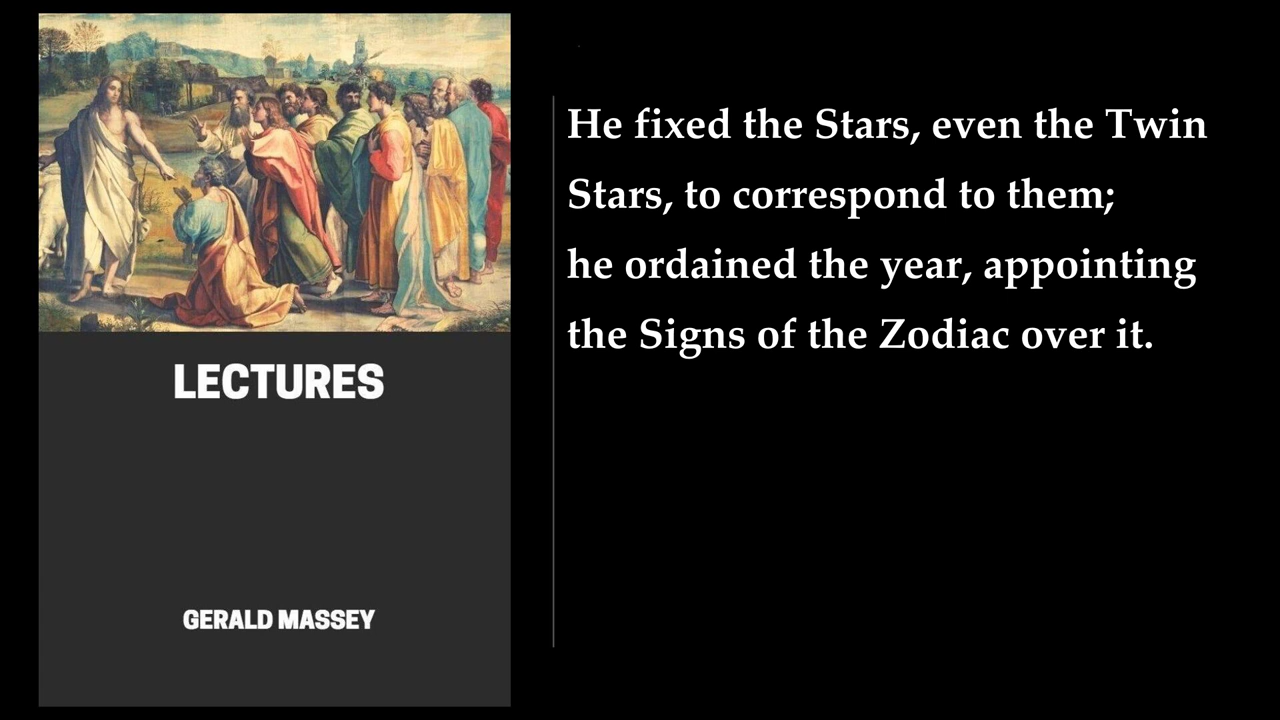 LECTURES
GERALD MASSEY
He fixed the Stars, even the Twin
Stars, to correspond to them;
he ordained the year, appointing
the Signs of the Zodiac over it.